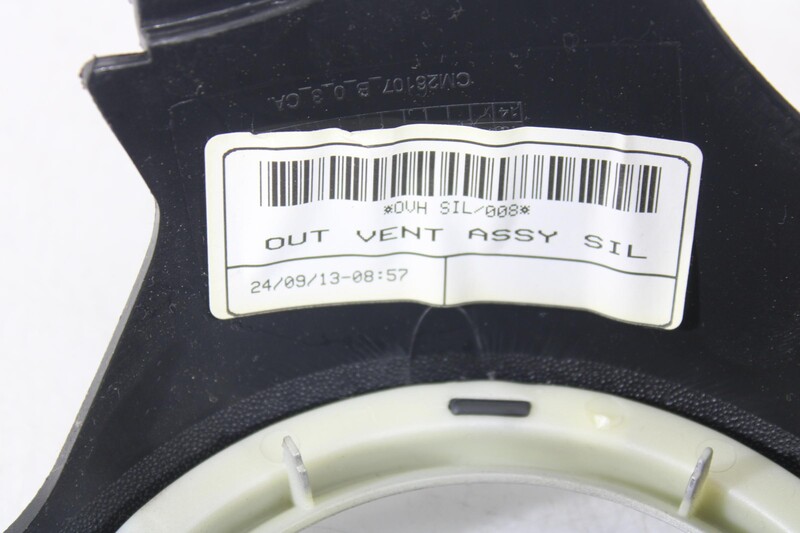 CM26107_B_0_3_CA
*OVH SIL/008*
OUT VENT ASSY SIL
24/09/13-08:57